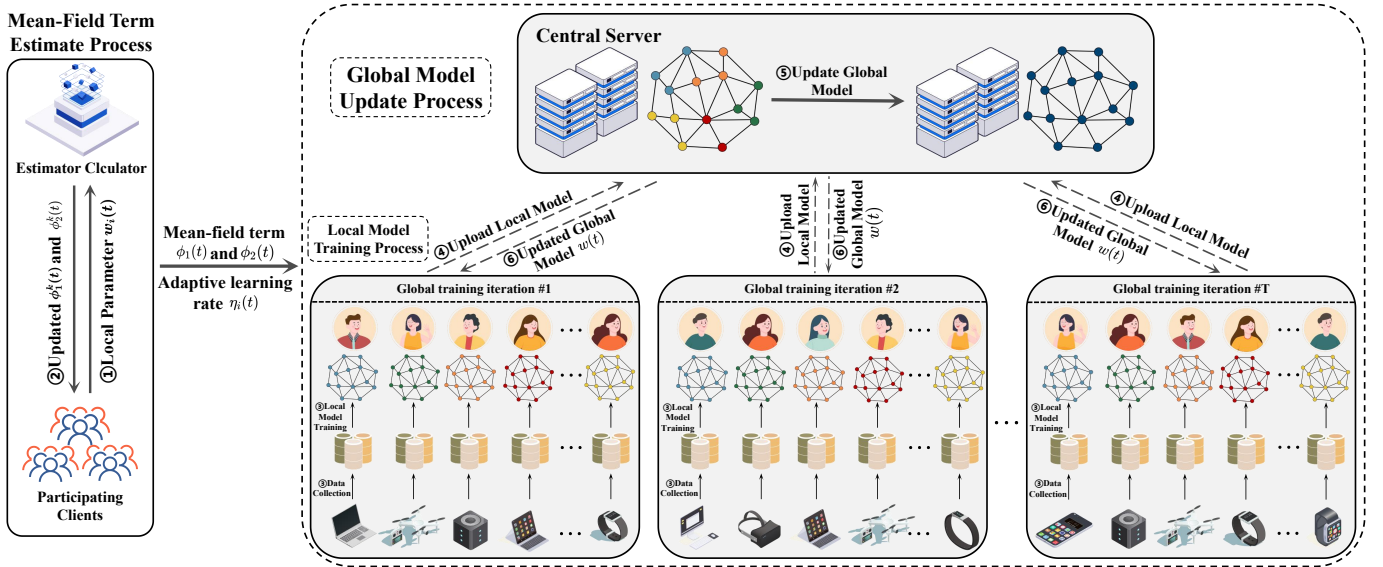 Mean-Field Term
Estimate Process
Estimator Clculator
②Updated ϕ₁ᵏ(t) and ϕ₂ᵏ(t)
①Local Parameter wᵢ(t)
Participating
Clients
Mean-field term
ϕ₁(t) and ϕ₂(t)
Adaptive learning
rate ηᵢ(t)
Global Model
Update Process
Central Server
⑤Update Global
Model
Local Model
Training Process
④Upload Local Model
⑥Updated Global
Model w(t)
④Upload
Local Model
⑥Updated
Global Model
w(t)
④Upload Local Model
⑥Updated Global
Model w(t)
Global training iteration #1
③Local
Model
Training
③Data
Collection
Global training iteration #2
③Local
Model
Training
③Data
Collection
Global training iteration #T
③Local
Model
Training
③Data
Collection